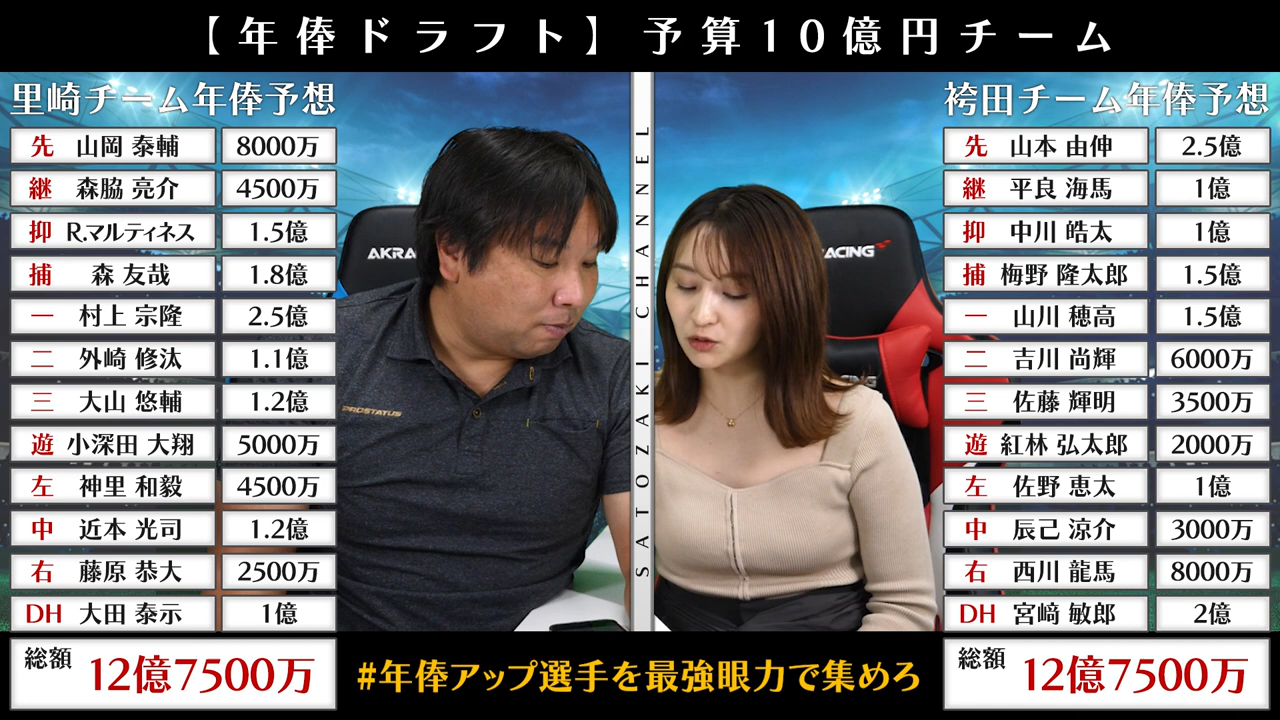 【年俸ドラフト】予算10億円チーム
里崎チーム年俸予想
先 山岡 泰輔 8000万
継 森脇 亮介 4500万
抑 R.マルティネス 1.5億
捕 森 友哉 1.8億
一 村上 宗隆 2.5億
二 外崎 修汰 1.1億
三 大山 悠輔 1.2億
遊 小深田 大翔 5000万
左 神里 和毅 4500万
中 近本 光司 1.2億
右 藤原 恭大 2500万
DH 大田 泰示 1億
総額 12億7500万
AKRA
PROSTATUS
SATOZAKI CHANNEL
RACING
袴田チーム年俸予想
先 山本 由伸 2.5億
継 平良 海馬 1億
抑 中川 皓太 1億
捕 梅野 隆太郎 1.5億
一 山川 穂高 1.5億
二 吉川 尚輝 6000万
三 佐藤 輝明 3500万
遊 紅林 弘太郎 2000万
左 佐野 恵太 1億
中 辰己 涼介 3000万
右 西川 龍馬 8000万
DH 宮﨑 敏郎 2億
総額 12億7500万
#年俸アップ選手を最強眼力で集めろ